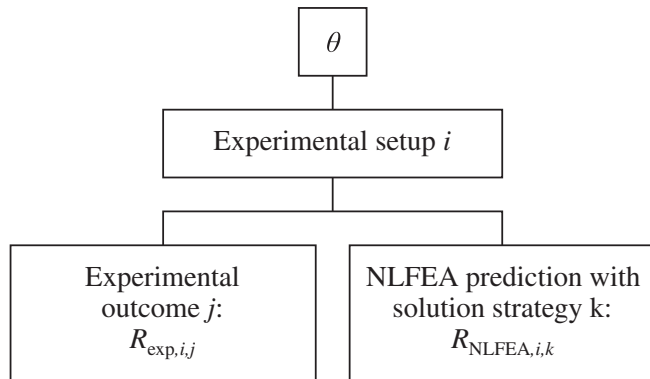 θ
Experimental setup i
Experimental
outcome j:
R_exp,i,j
NLFEA prediction with
solution strategy k:
R_NLFEA,i,k